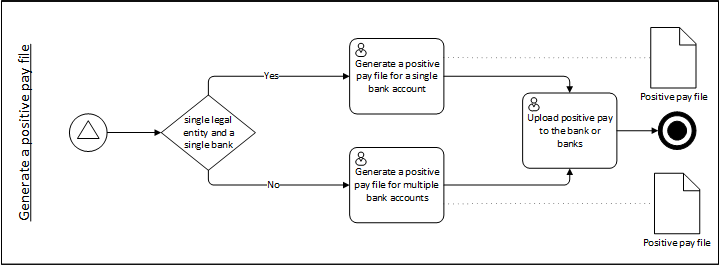 Generate a positive pay file
single legal
entity and a
single bank
Yes
No
Generate a positive
pay file for a single
bank account
Generate a positive
pay file for multiple
bank accounts
Upload positive pay
to the bank or
banks
Positive pay file
Positive pay file